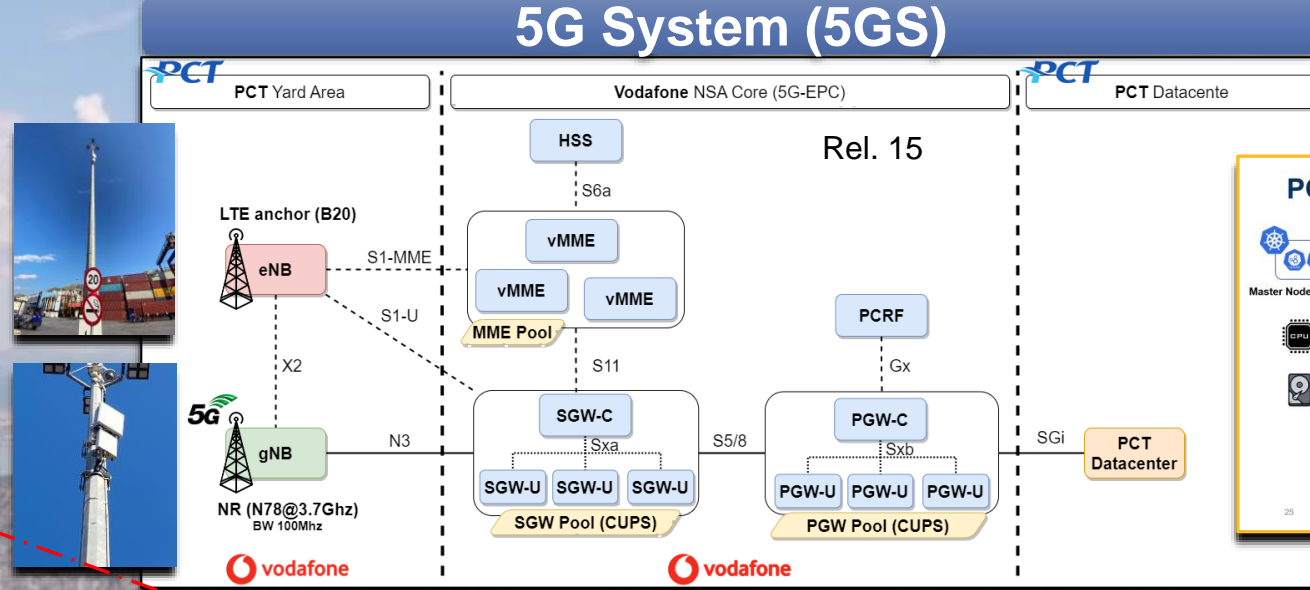 5G System (5GS)
PCT
PCT Yard Area
Vodafone NSA Core (5G-EPC)
PCT
PCT Datacente
Rel. 15
HSS
S6a
LTE anchor (B20)
eNB
S1-MME
vMME
vMME
vMME
MME Pool
S1-U
X2
S11
PCRF
Gx
5G
gNB
N3
SGW-C
Sxa
SGW-U
SGW-U
SGW-U
SGW Pool (CUPS)
S5/8
PGW-C
Sxb
PGW-U
PGW-U
PGW-U
PGW Pool (CUPS)
SGi
PCT
Datacenter
NR (N78@3.7Ghz)
BW 100Mhz
vodafone
vodafone
20
Master Node
CPU
25